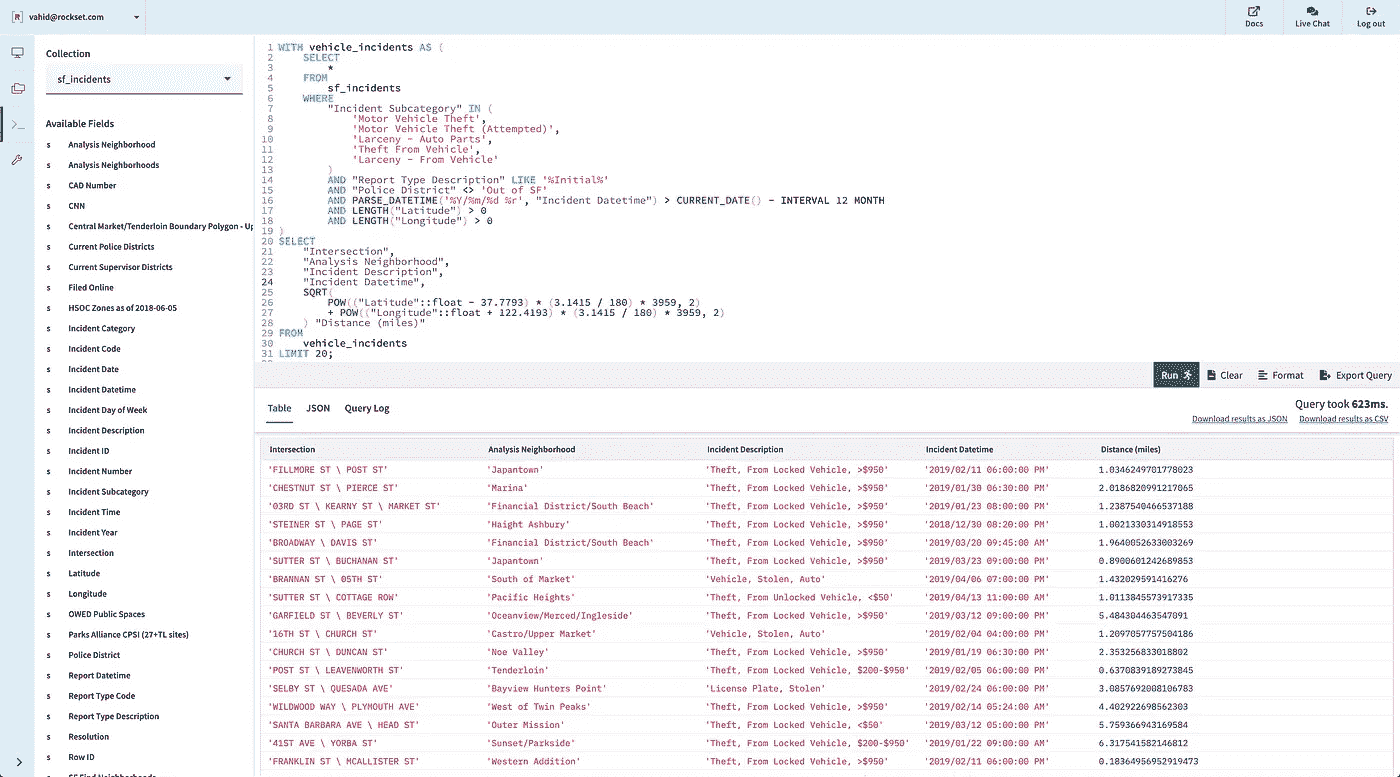 R vahid@rockset.com
Docs
Live Chat
Log out
Collection
sf_incidents
Available Fields
s Analysis Neighborhood
s Analysis Neighborhoods
s CAD Number
s CNN
s Central Market/Tenderloin Boundary Polygon - Up
s Current Police Districts
s Current Supervisor Districts
s Filed Online
s HSOC Zones as of 2018-06-05
s Incident Category
s Incident Code
s Incident Date
s Incident Datetime
s Incident Day of Week
s Incident Description
s Incident ID
s Incident Number
s Incident Subcategory
s Incident Time
s Incident Year
s Intersection
s Latitude
s Longitude
s OWED Public Spaces
s Parks Alliance CPSI (27+TL sites)
s Police District
s Report Datetime
s Report Type Code
s Report Type Description
s Resolution
s Row ID
s SF Find Neighborhoods
1 WITH vehicle_incidents AS (
2 SELECT
3 *
4 FROM
5 sf_incidents
6 WHERE
7 "Incident Subcategory" IN (
8 'Motor Vehicle Theft',
9 'Motor Vehicle Theft (Attempted)',
10 'Larceny - Auto Parts',
11 'Theft From Vehicle',
12 'Larceny - From Vehicle'
13 )
14 AND "Report Type Description" LIKE '%Initial%'
15 AND "Police District" <> 'Out of SF'
16 AND PARSE_DATETIME('%Y/%m/%d %r', "Incident Datetime") > CURRENT_DATE() - INTERVAL 12 MONTH
17 AND LENGTH("Latitude") > 0
18 AND LENGTH("Longitude") > 0
19 )
20 SELECT
21 "Intersection",
22 "Analysis Neighborhood",
23 "Incident Description",
24 "Incident Datetime",
25 SQRT(
26 POW(("Latitude"::float - 37.7793) * (3.1415 / 180) * 3959, 2)
27 + POW(("Longitude"::float + 122.4193) * (3.1415 / 180) * 3959, 2)
28 ) "Distance (miles)"
29 FROM
30 vehicle_incidents
31 LIMIT 20;
Run Clear Format Export Query
Table JSON Query Log
Query took 623ms.
Download results as JSON Download results as CSV
Intersection Analysis Neighborhood Incident Description Incident Datetime Distance (miles)
'FILLMORE ST \ POST ST' 'Japantown' 'Theft, From Locked Vehicle, >$950' '2019/02/11 06:00:00 PM' 1.0346249701778023
'CHESTNUT ST \ PIERCE ST' 'Marina' 'Theft, From Locked Vehicle, >$950' '2019/01/30 06:30:00 PM' 2.0186820991217065
'03RD ST \ KEARNY ST \ MARKET ST' 'Financial District/South Beach' 'Theft, From Locked Vehicle, >$950' '2019/01/23 08:00:00 PM' 1.2387540466537188
'STEINER ST \ PAGE ST' 'Haight Ashbury' 'Theft, From Locked Vehicle, >$950' '2018/12/30 08:20:00 PM' 1.0021330314918553
'BROADWAY \ DAVIS ST' 'Financial District/South Beach' 'Theft, From Locked Vehicle, >$950' '2019/03/20 09:45:00 AM' 1.9640052633003269
'SUTTER ST \ BUCHANAN ST' 'Japantown' 'Theft, From Locked Vehicle, >$950' '2019/03/23 09:00:00 PM' 0.8900601242689853
'BRANNAN ST \ 05TH ST' 'South of Market' 'Vehicle, Stolen, Auto' '2019/04/06 07:00:00 PM' 1.432029591416276
'SUTTER ST \ COTTAGE ROW' 'Pacific Heights' 'Theft, From Unlocked Vehicle, <$50' '2019/04/13 11:00:00 AM' 1.0113845573917335
'GARFIELD ST \ BEVERLY ST' 'Oceanview/Merced/Ingleside' 'Theft, From Locked Vehicle, >$950' '2019/03/12 09:00:00 PM' 5.484304463547091
'16TH ST \ CHURCH ST' 'Castro/Upper Market' 'Vehicle, Stolen, Auto' '2019/02/04 04:00:00 PM' 1.2097057757504186
'CHURCH ST \ DUNCAN ST' 'Noe Valley' 'Theft, From Locked Vehicle, >$950' '2019/01/19 06:30:00 PM' 2.353256833018802
'POST ST \ LEAVENWORTH ST' 'Tenderloin' 'Theft, From Locked Vehicle, $200-$950' '2019/02/05 06:00:00 PM' 0.6370839189273845
'SELBY ST \ QUESADA AVE' 'Bayview Hunters Point' 'License Plate, Stolen' '2019/02/24 06:00:00 PM' 3.0857692008106783
'WILDWOOD WAY \ PLYMOUTH AVE' 'West of Twin Peaks' 'Theft, From Locked Vehicle, >$950' '2019/02/14 05:24:00 AM' 4.402922698562303
'SANTA BARBARA AVE \ HEAD ST' 'Outer Mission' 'Theft, From Locked Vehicle, <$50' '2019/03/12 05:00:00 PM' 5.759366943169584
'41ST AVE \ YORBA ST' 'Sunset/Parkside' 'Theft, From Locked Vehicle, $200-$950' '2019/01/22 09:00:00 AM' 6.317541582146812
'FRANKLIN ST \ MCALLISTER ST' 'Western Addition' 'Theft, From Locked Vehicle, >$950' '2019/02/11 06:00:00 PM' 0.18364956952919473